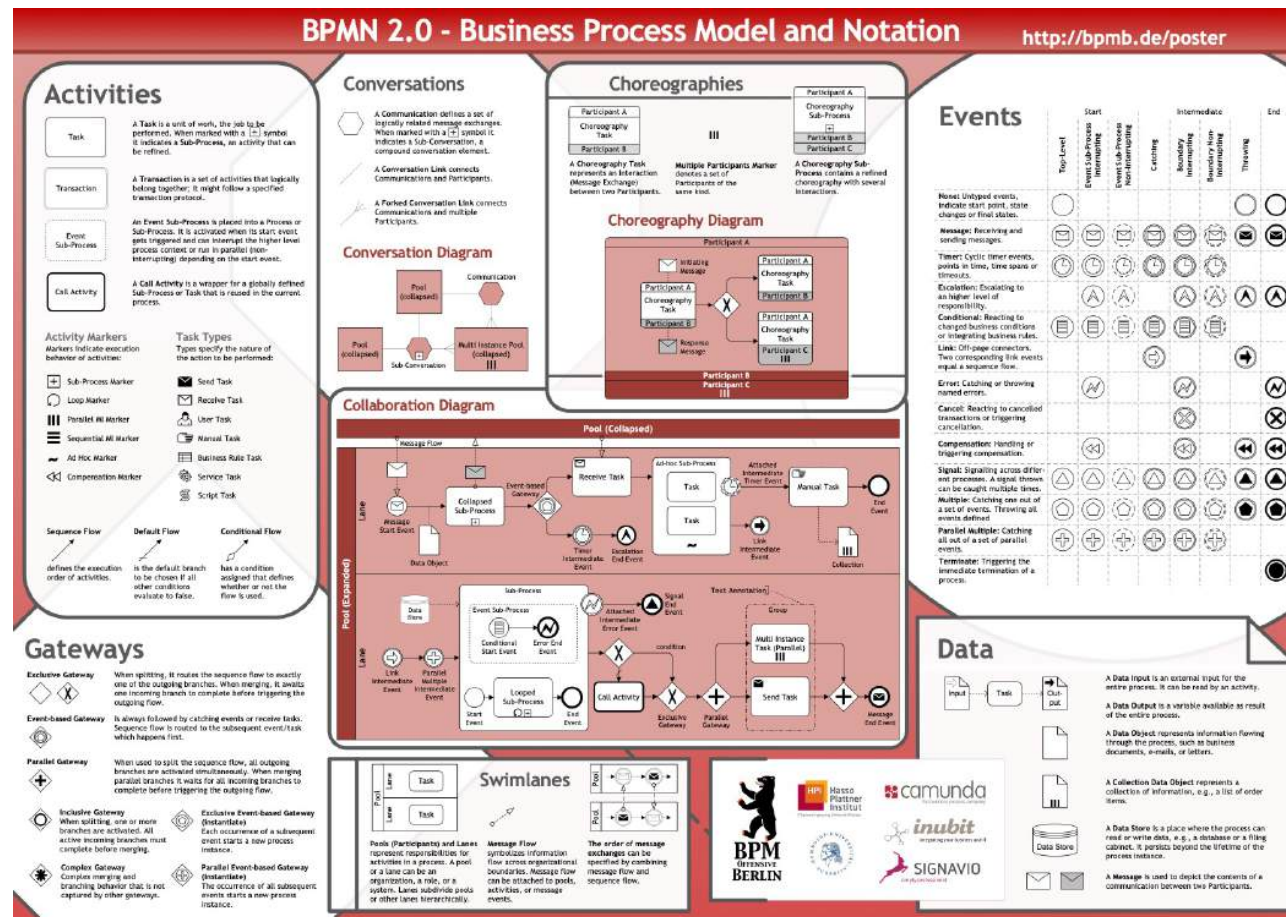 BPMN 2.0 - Business Process Model and Notation
http://bpmb.de/poster
Activities
Task
A Task is a unit of work, the job to be
performed. When marked with a + symbol
it indicates a Sub-Process, an activity that can
be refined.
Transaction
A Transaction is a set of activities that logically
belong together; it might follow a specified
transaction protocol.
Event
Sub-Process
An Event Sub-Process is placed into a Process or
Sub-Process. It is activated when its start event
gets triggered and can interrupt the higher level
process context or run in parallel (non-
interrupting) depending on the start event.
Call Activity
A Call Activity is a wrapper for a globally defined
Sub-Process or Task that is reused in the current
process.
Activity Markers
Markers indicate execution
behavior of activities:
Sub-Process Marker
Loop Marker
Parallel MI Marker
Sequential MI Marker
Ad Hoc Marker
Compensation Marker
Task Types
Types specify the nature of
the action to be performed:
Send Task
Receive Task
User Task
Manual Task
Business Rule Task
Service Task
Script Task
Sequence Flow
defines the execution
order of activities.
Default Flow
is the default branch
to be chosen if all
other conditions
evaluate to false.
Conditional Flow
has a condition
assigned that defines
whether or not the
flow is used.
Conversations
A Communication defines a set of
logically related message exchanges.
When marked with a + symbol it
indicates a Sub-Conversation, a
compound conversation element.
A Conversation Link connects
Communications and Participants.
A Forked Conversation Link connects
Communications and multiple
Participants.
Conversation Diagram
Pool
(collapsed)
Communication
Pool
(collapsed)
Sub Conversation
Multi Instance Pool
(collapsed)
Choreographies
Participant A
Choreography
Task
Participant B
A Choreography Task
represents an Interaction
(Message Exchange)
between two Participants.
Multiple Participants Marker
denotes a set of
Participants of the
same kind.
Participant A
Choreography
Sub-Process
Participant B
Participant C
A Choreography Sub-
Process contains a refined
choreography with several
Interactions.
Choreography Diagram
Participant A
Initiating
Message
Participant A
Choreography
Task
Participant B
Response
Message
Participant A
Choreography
Task
Participant B
Participant A
Choreography
Task
Participant C
Participant B
Participant C
Collaboration Diagram
Pool (Collapsed)
Pool (Expanded)
Lane
Message Flow
Message
Start Event
Collapsed
Sub-Process
Data Object
Event-based
Gateway
Receive Task
Timer
Intermediate
Event
Escalation
End Event
Ad-hoc Sub-Process
Task
Task
Attached
Intermediate
Timer Event
Link
Intermediate
Event
Manual Task
Collection
End
Event
Lane
Link
Intermediate
Event
Parallel
Multiple
Intermediate
Event
Data
Store
Sub-Process
Event Sub-Process
Conditional
Start Event
Error End
Event
Start
Event
Looped
Sub-Process
End
Event
Attached
Intermediate
Error Event
Signal
End
Event
Call Activity
condition
Exclusive
Gateway
Parallel
Gateway
Text Annotation
Group
Multi Instance
Task (Parallel)
Send Task
Message
End Event
Events
Start
Intermediate
End
Top-Level
Event Sub-Process
Interrupting
Event Sub-Process
Non-Interrupting
Catching
Boundary
Interrupting
Boundary Non-
Interrupting
Throwing
None: Untyped events,
indicate start point, state
changes or final states.
Message: Receiving and
sending messages.
Timer: Cyclic timer events,
points in time, time spans or
timeouts.
Escalation: Escalating to
an higher level of
responsibility.
Conditional: Reacting to
changed business conditions
or integrating business rules.
Link: Off-page connectors.
Two corresponding link events
equal a sequence flow.
Error: Catching or throwing
named errors.
Cancel: Reacting to cancelled
transactions or triggering
cancellation.
Compensation: Handling or
triggering compensation.
Signal: Signalling across differ-
ent processes. A signal thrown
can be caught multiple times.
Multiple: Catching one out of
a set of events. Throwing all
events defined
Parallel Multiple: Catching
all out of a set of parallel
events.
Terminate: Triggering the
immediate termination of a
process.
Gateways
Exclusive Gateway
When splitting, it routes the sequence flow to exactly
one of the outgoing branches. When merging, it awaits
one incoming branch to complete before triggering the
outgoing flow.
Event-based Gateway
Is always followed by catching events or receive tasks.
Sequence flow is routed to the subsequent event/task
which happens first.
Parallel Gateway
When used to split the sequence flow, all outgoing
branches are activated simultaneously. When merging
parallel branches it waits for all incoming branches to
complete before triggering the outgoing flow.
Inclusive Gateway
When splitting, one or more
branches are activated. All
active incoming branches must
complete before merging.
Exclusive Event-based Gateway
(instantiate)
Each occurrence of a subsequent
event starts a new process
instance.
Complex Gateway
Complex merging and
branching behavior that is not
captured by other gateways.
Parallel Event-based Gateway
(instantiate)
The occurrence of all subsequent
events starts a new process
instance.
Swimlanes
Pool
Lane
Task
Lane
Task
Pools (Participants) and Lanes
represent responsibilities for
activities in a process. A pool
or a lane can be an
organization, a role, or a
system. Lanes subdivide pools
or other lanes hierarchically.
Message Flow
symbolizes information
flow across organizational
boundaries. Message flow
can be attached to pools,
activities, or message
events.
Pool
Pool
The order of message
exchanges can be
specified by combining
message flow and
sequence flow.
BPM
OFFENSIVE
BERLIN
HPI
Hasso
Plattner
Institut
camunda
inubit
SIGNAVIO
Data
Input
Task
Out-
put
A Data Input is an external input for the
entire process. It can be read by an activity.
A Data Output is a variable available as result
of the entire process.
A Data Object represents information flowing
through the process, such as business
documents, e-mails, or letters.
A Collection Data Object represents a
collection of information, e.g., a list of order
items.
Data Store
A Data Store is a place where the process can
read or write data, e.g., a database or a filing
cabinet. It persists beyond the lifetime of the
process instance.
A Message is used to depict the contents of a
communication between two Participants.